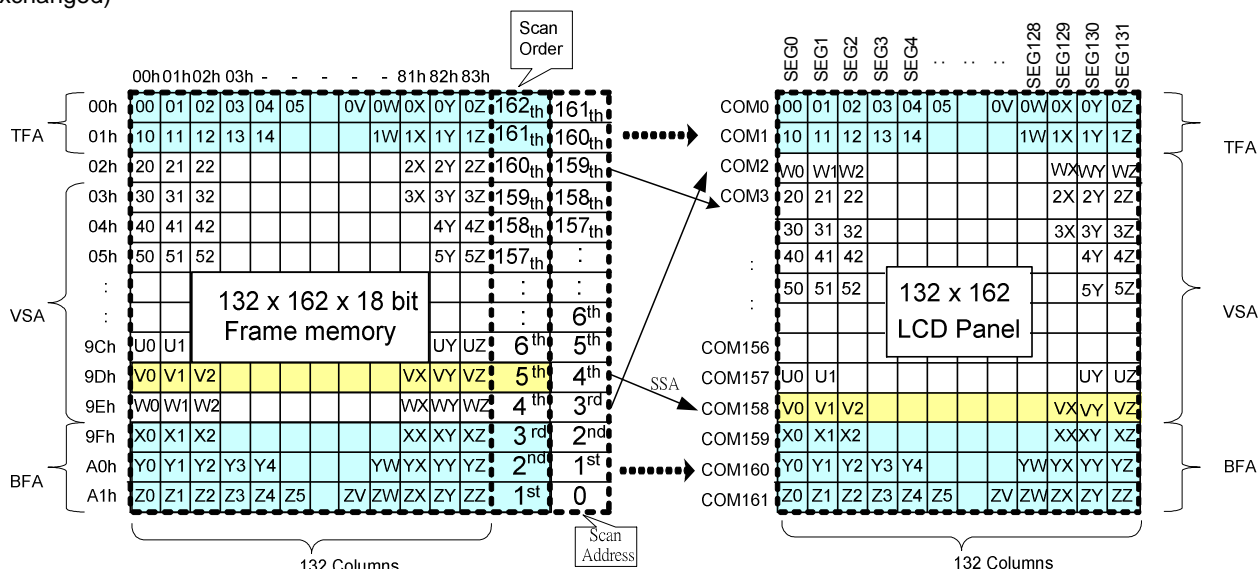 xchanged)
Scan
Order
00h 01h 02h 03h - - - - - 81h 82h 83h
SEG0 SEG1 SEG2 SEG3 SEG4 .. .. .. SEG128 SEG129 SEG130 SEG131
00h 00 01 02 03 04 05 0V 0W 0X 0Y 0Z 162th 161th
01h 10 11 12 13 14 1W 1X 1Y 1Z 161th 160th
02h 20 21 22 2X 2Y 2Z 160th 159th
03h 30 31 32 3X 3Y 3Z 159th 158th
04h 40 41 42 4Y 4Z 158th 157th
05h 50 51 52 5Y 5Z 157th :
: : :
: : 6th
9Ch U0 U1 UY UZ 6th 5th
9Dh V0 V1 V2 VX VY VZ 5th 4th
9Eh W0 W1 W2 WX WY WZ 4th 3rd
9Fh X0 X1 X2 XX XY XZ 3rd 2nd
A0h Y0 Y1 Y2 Y3 Y4 YW YX YY YZ 2nd 1st
A1h Z0 Z1 Z2 Z3 Z4 Z5 ZV ZW ZX ZY ZZ 1st 0
TFA
VSA
BFA
132 x 162 x 18 bit
Frame memory
132 Columns
Scan
Address
SSA
COM0 00 01 02 03 04 05 0V 0W 0X 0Y 0Z
COM1 10 11 12 13 14 1W 1X 1Y 1Z
COM2 W0 W1 W2 WX WY WZ
COM3 20 21 22 2X 2Y 2Z
30 31 32 3X 3Y 3Z
: 40 41 42 4Y 4Z
: 50 51 52 5Y 5Z
COM156
COM157 U0 U1 UY UZ
COM158 V0 V1 V2 VX VY VZ
COM159 X0 X1 X2 XX XY XZ
COM160 Y0 Y1 Y2 Y3 Y4 YW YX YY YZ
COM161 Z0 Z1 Z2 Z3 Z4 Z5 ZV ZW ZX ZY ZZ
132 x 162
LCD Panel
TFA
VSA
BFA
132 Columns